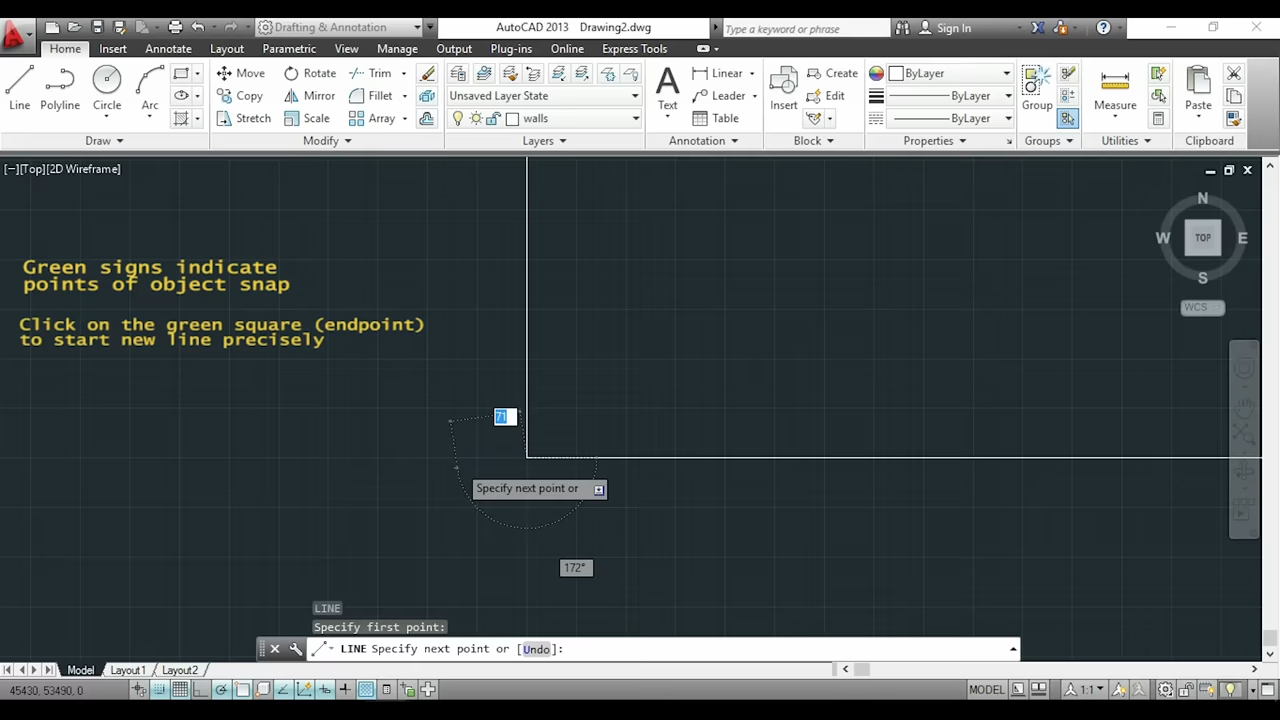 Drafting & Annotation
AutoCAD 2013 Drawing2.dwg
Type a keyword or phrase
Sign In
Home Insert Annotate Layout Parametric View Manage Output Plug-ins Online Express Tools
Move Rotate Trim
Linear
Create
ByLayer
Line Polyline Circle Arc
Copy Mirror Fillet
Unsaved Layer State
Text
Leader
Insert
Edit
ByLayer
Group
Measure
Paste
Stretch Scale Array
walls
Table
ByLayer
Draw Modify Layers Annotation Block Properties Groups Utilities Clipboard
[−][Top][2D Wireframe]
N
W TOP E
S
WCS
Green signs indicate
points of object snap
Click on the green square (endpoint)
to start new line precisely
71
Specify next point or
172°
LINE
Specify first point:
LINE Specify next point or [Undo]:
Model Layout1 Layout2
45430, 53490, 0
MODEL
1:1